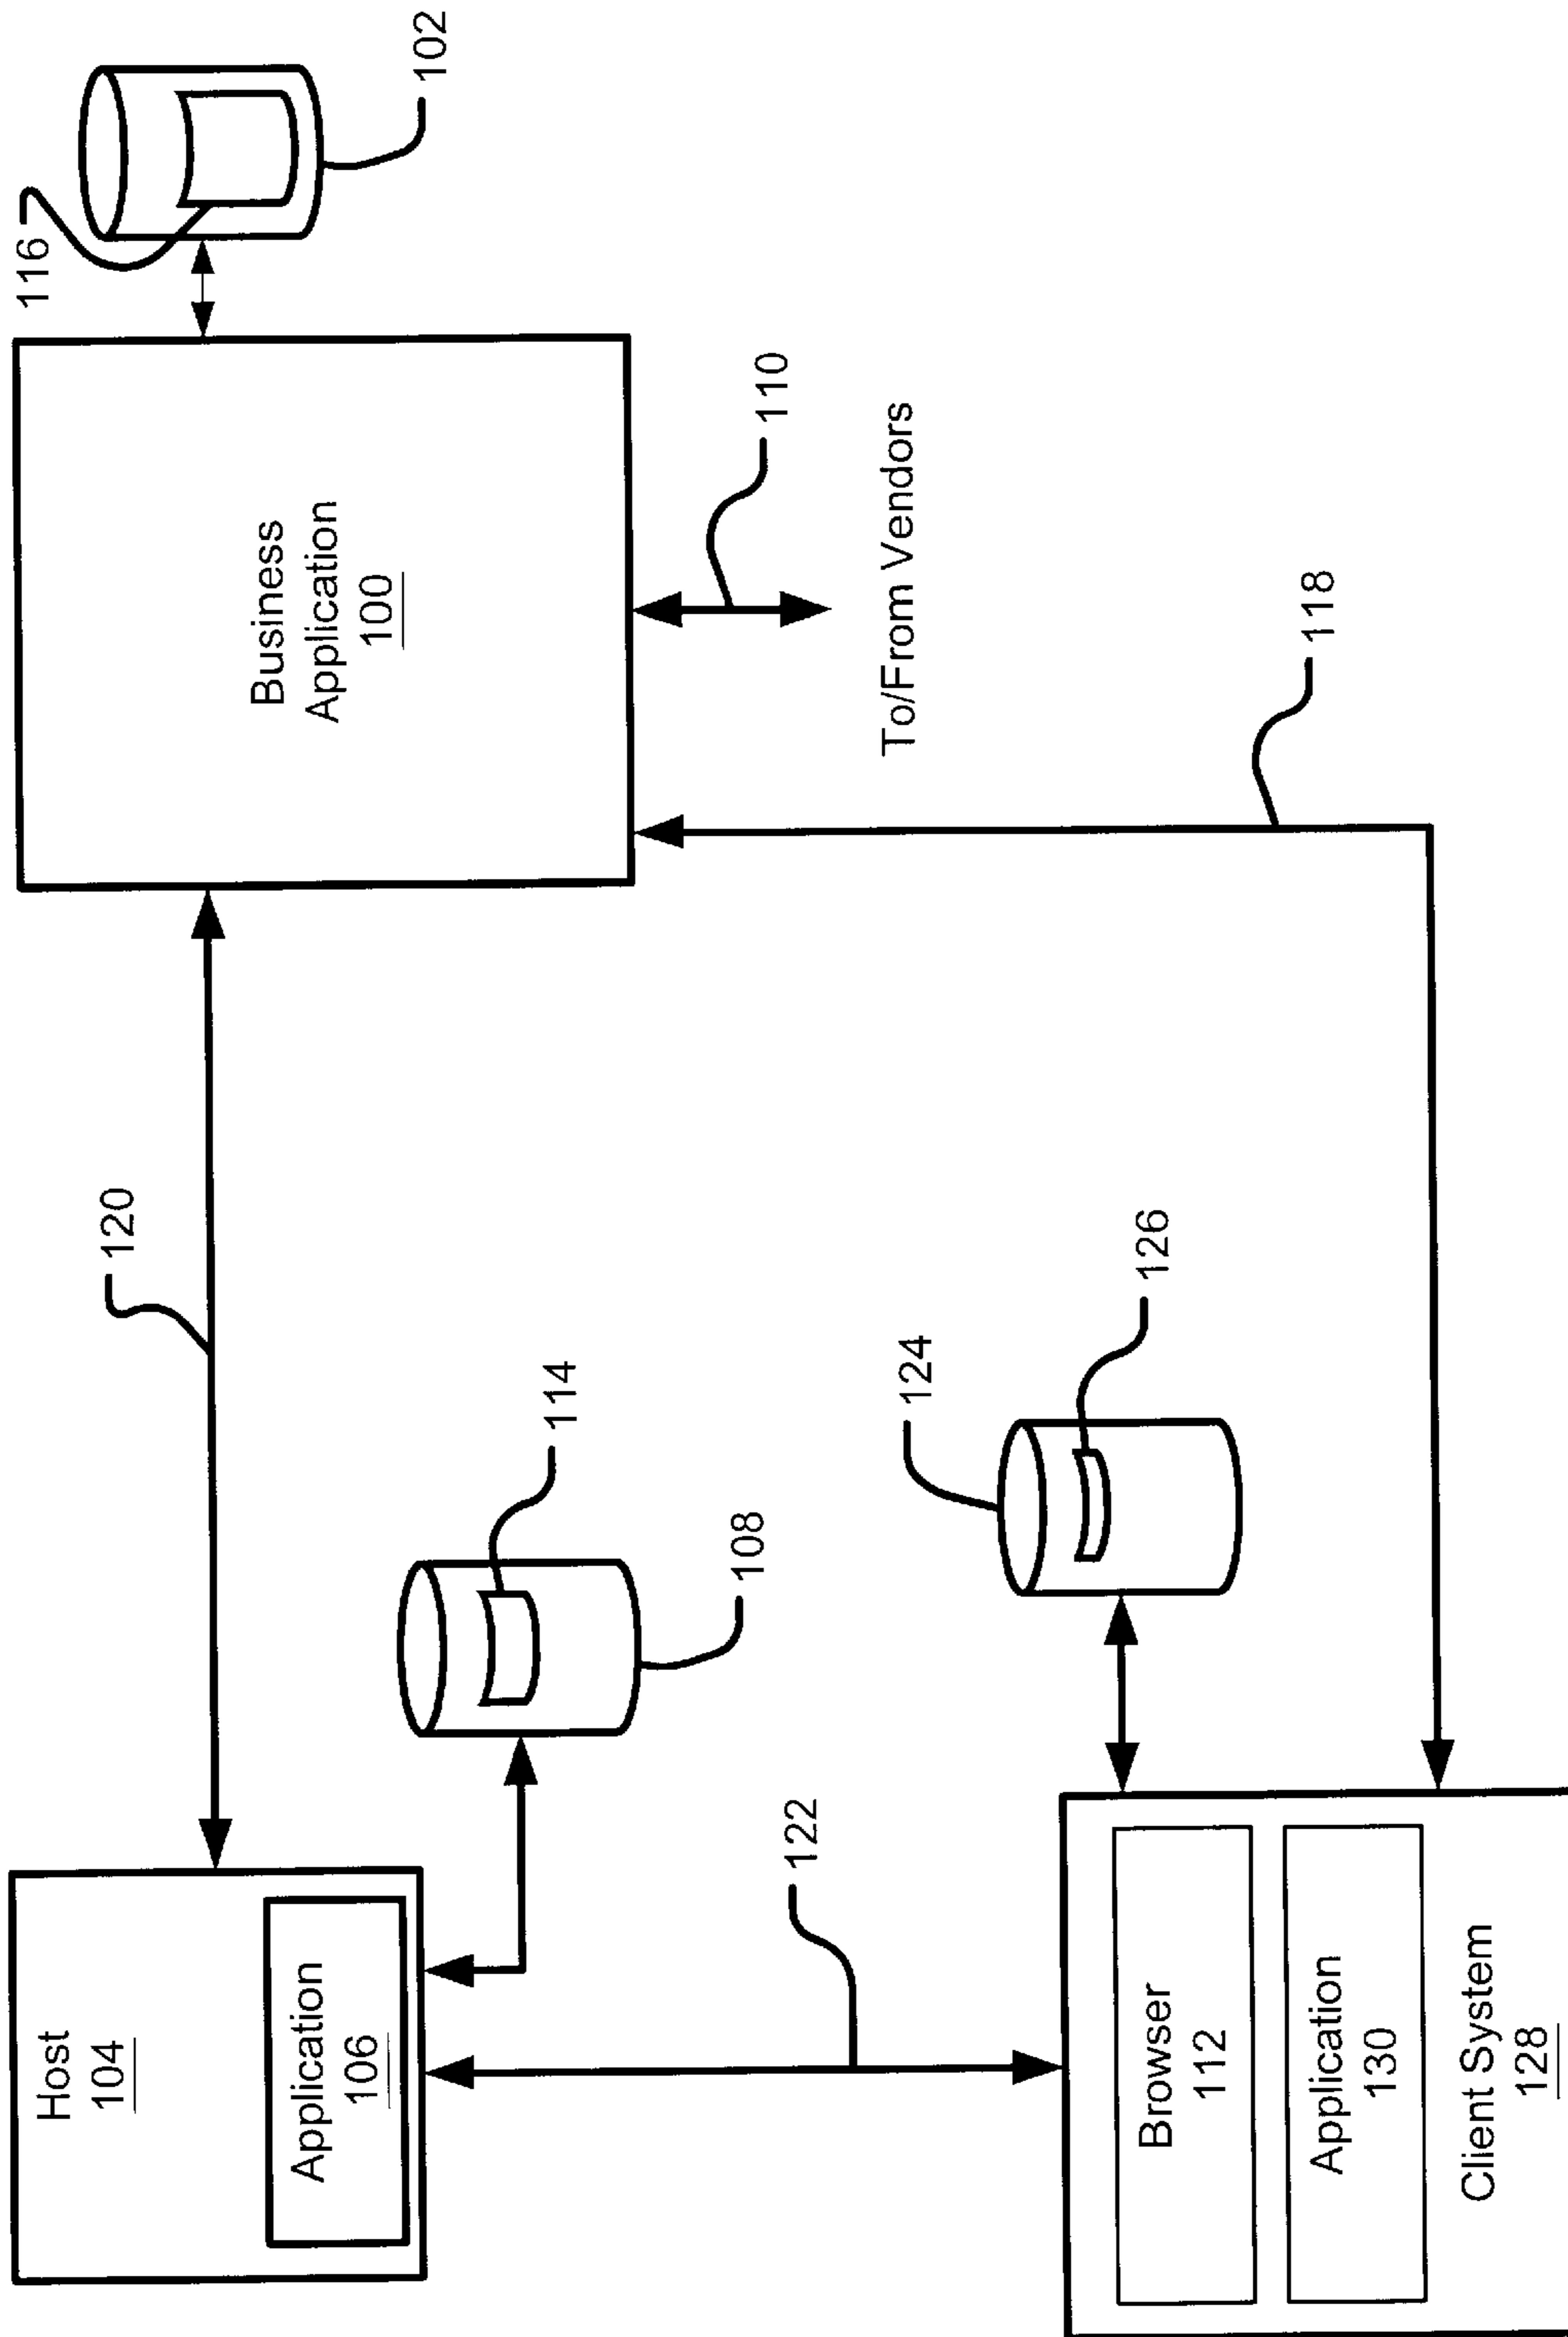 Host
104
Application
106
120
Business
Application
100
116
102
110
To/From Vendors
114
108
122
124
126
118
Browser
112
Application
130
Client System
128